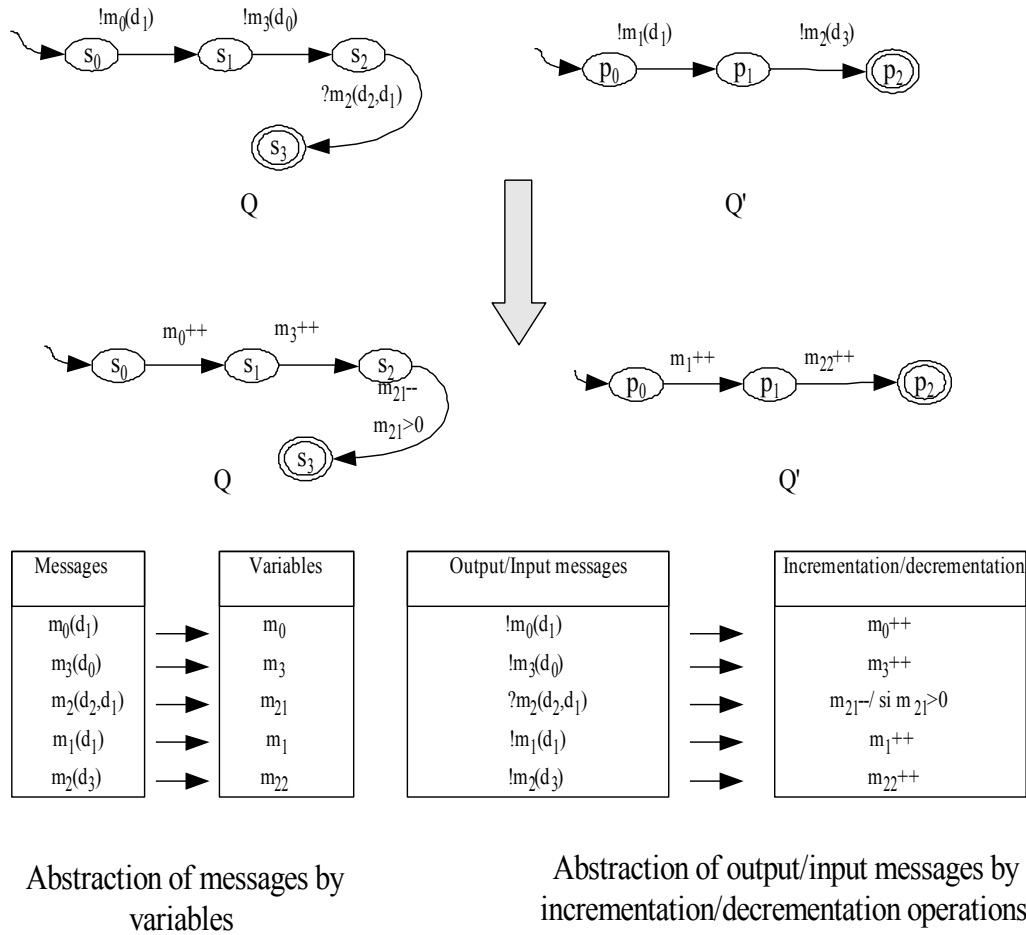 !m₀(d₁) !m₃(d₀) !m₁(d₁) !m₂(d₃)
s₀ s₁ s₂ p₀ p₁ p₂
?m₂(d₂,d₁)
s₃
Q Q'
m₀++ m₃++ m₁++ m₂₂++
s₀ s₁ s₂ p₀ p₁ p₂
m₂₁--
m₂₁>0
s₃
Q Q'
Messages Variables Output/Input messages Incrementation/decrementation
m₀(d₁) m₀ !m₀(d₁) m₀++
m₃(d₀) m₃ !m₃(d₀) m₃++
m₂(d₂,d₁) m₂₁ ?m₂(d₂,d₁) m₂₁--/ si m ₂₁>0
m₁(d₁) m₁ !m₁(d₁) m₁++
m₂(d₃) m₂₂ !m₂(d₃) m₂₂++
Abstraction of messages by
variables
Abstraction of output/input messages by
incrementation/decrementation operations